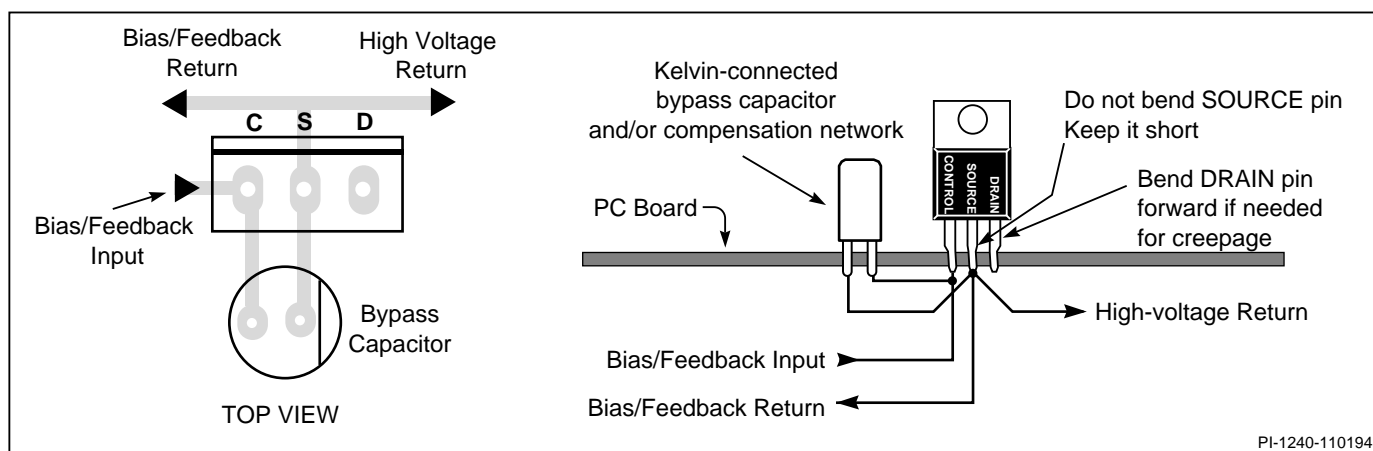 Bias/Feedback
Return
High Voltage
Return
C S D
Bias/Feedback
Input
Bypass
Capacitor
TOP VIEW
Kelvin-connected
bypass capacitor
and/or compensation network
Do not bend SOURCE pin
Keep it short
CONTROL
SOURCE
DRAIN
Bend DRAIN pin
forward if needed
for creepage
PC Board
High-voltage Return
Bias/Feedback Input
Bias/Feedback Return
PI-1240-110194